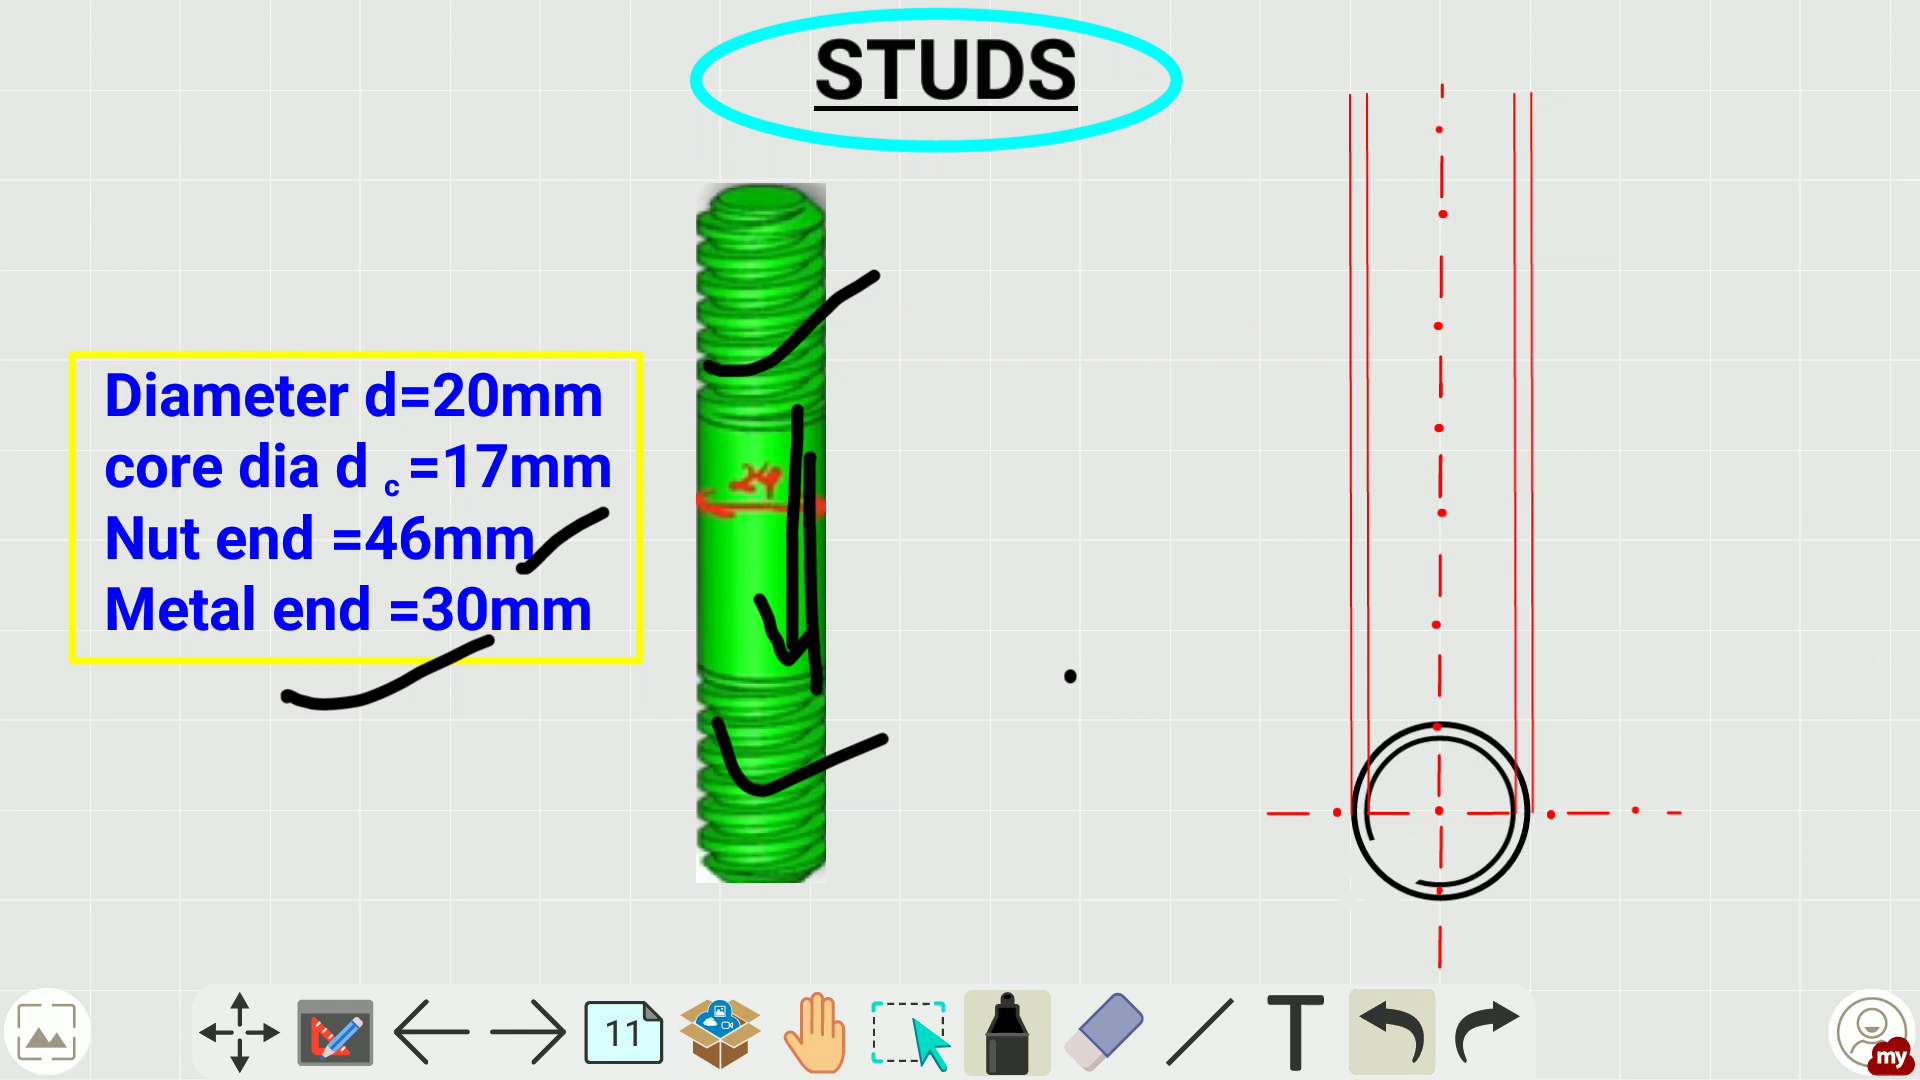 STUDS
Diameter d=20mm
core dia d c =17mm
Nut end =46mm
Metal end =30mm
11
T
my